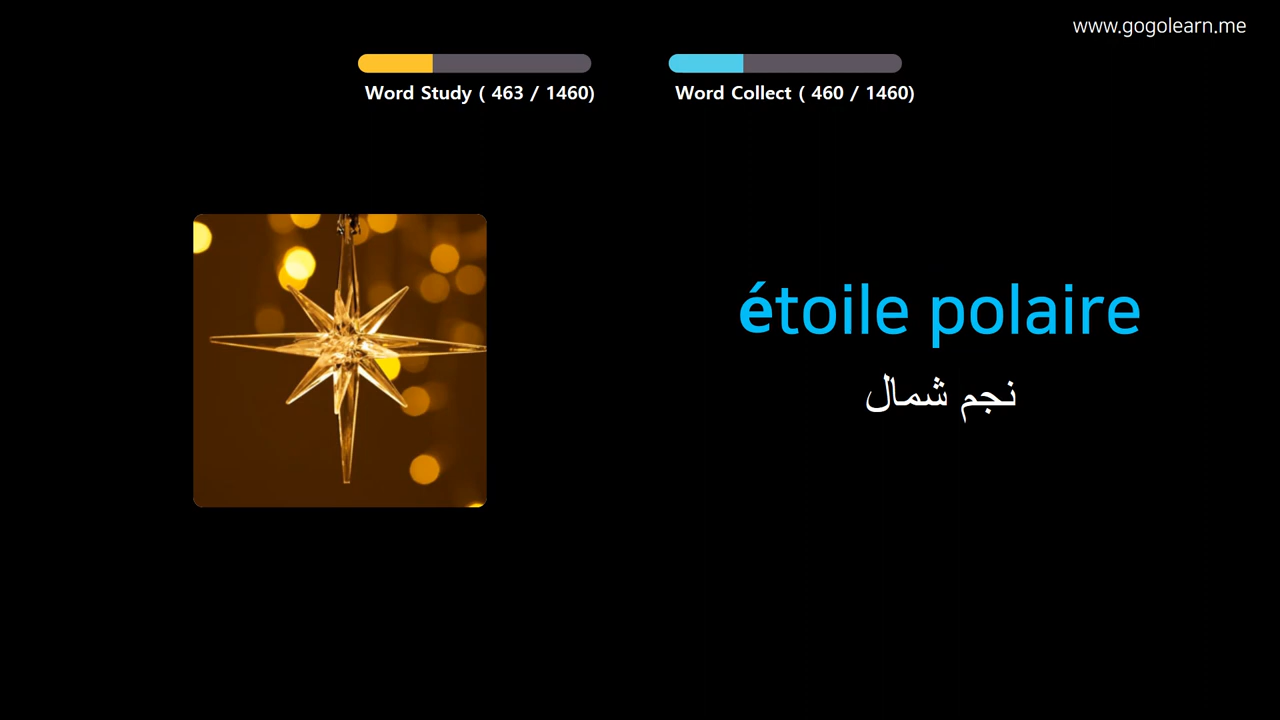 www.gogolearn.me
Word Study ( 463 / 1460)
Word Collect ( 460 / 1460)
étoile polaire
نجم شمال